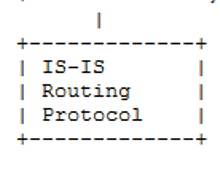 |
+-------------+
| IS-IS       |
| Routing     |
| Protocol    |
+-------------+